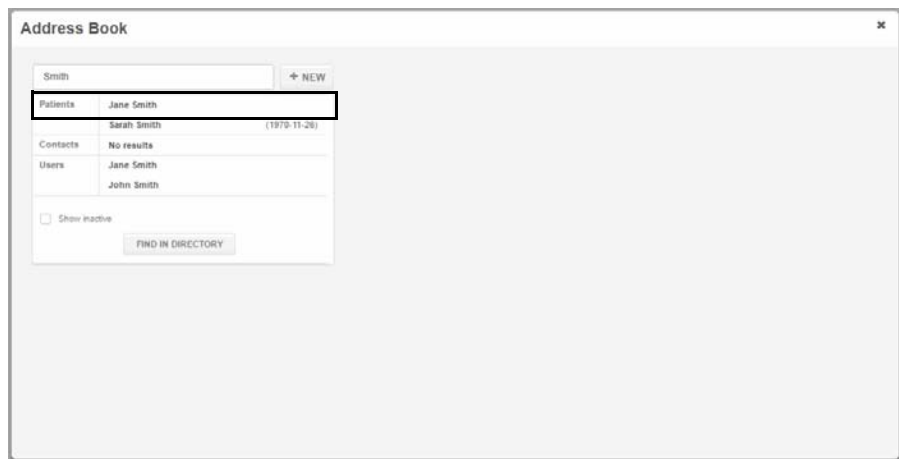 Address Book ✖
Smith + NEW
Patients Jane Smith
Sarah Smith (1970-11-26)
Contacts No results
Users Jane Smith
John Smith
Show inactive
FIND IN DIRECTORY